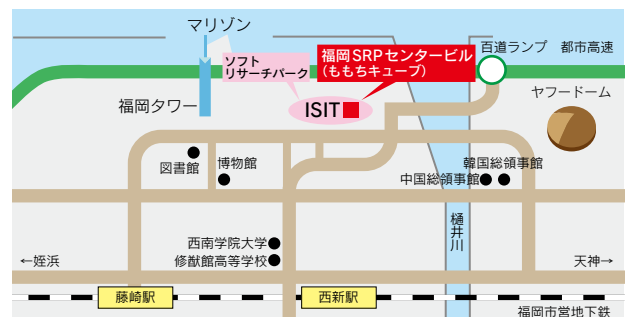 マリゾン
ソフト
リサーチパーク
福岡SRPセンタービル
(ももちキューブ)
百道ランプ 都市高速
福岡タワー
ISIT
ヤフードーム
図書館
博物館
韓国総領事館
中国総領事館
樋井川
西南学院大学
修猷館高等学校
←姪浜
天神→
藤崎駅
西新駅
福岡市営地下鉄